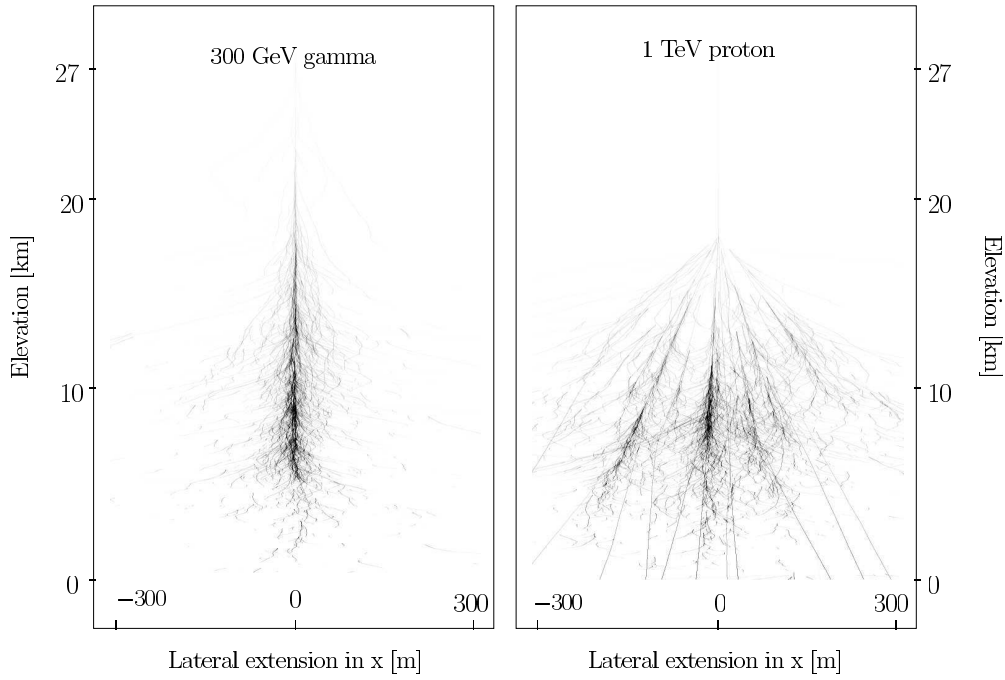 300 GeV gamma
27
20
10
0
Elevation [km]
−300
0
300
Lateral extension in x [m]
1 TeV proton
27
20
10
0
Elevation [km]
−300
0
300
Lateral extension in x [m]